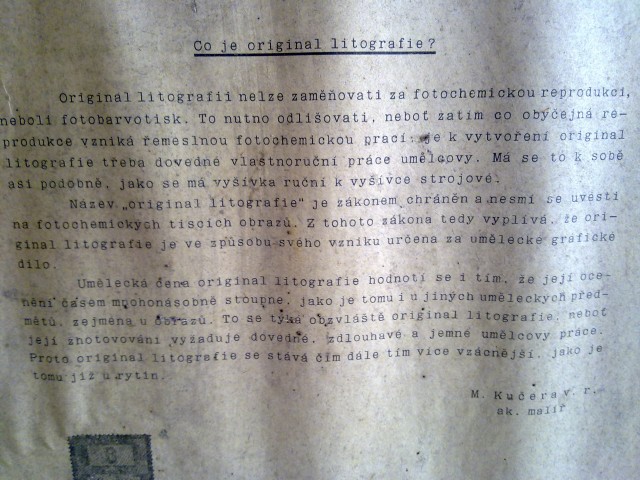 Co je original litografie?
Original litografii nelze zaměňovati za fotochemickou reprodukcí,
neboli fotobarvotisk. To nutno odlišovati, neboť zatím co obyčejná re-
produkce vzniká řemeslnou fotochemickou prací, je k vytvoření original
litografie třeba dovedné vlastnoruční práce umělcovy. Má se to k sobě
asi podobně, jako se má vyšívka ruční k vyšívce strojové.
Název „original litografie" je zákonem chráněn a nesmí se uvésti
na fotochemických tiscích obrazů. Z tohoto zákona tedy vyplívá, že ori-
ginal litografie je ve způsobu svého vzniku určena za umělecké grafické
dílo.
Umělecká cena original litografie hodnotí se i tím, že její oce-
nění časem mnohonásobně stoupne, jako je tomu i u jiných uměleckých před-
mětů, zejména u obrazů. To se týká obzvláště original litografie, neboť
její zhotovování vyžaduje dovedné, zdlouhavé a jemné umělcovy práce.
Proto original litografie se stává čím dále tím více vzácnější, jako je
tomu již u rytin.
M. Kučera v. r.
ak. malíř